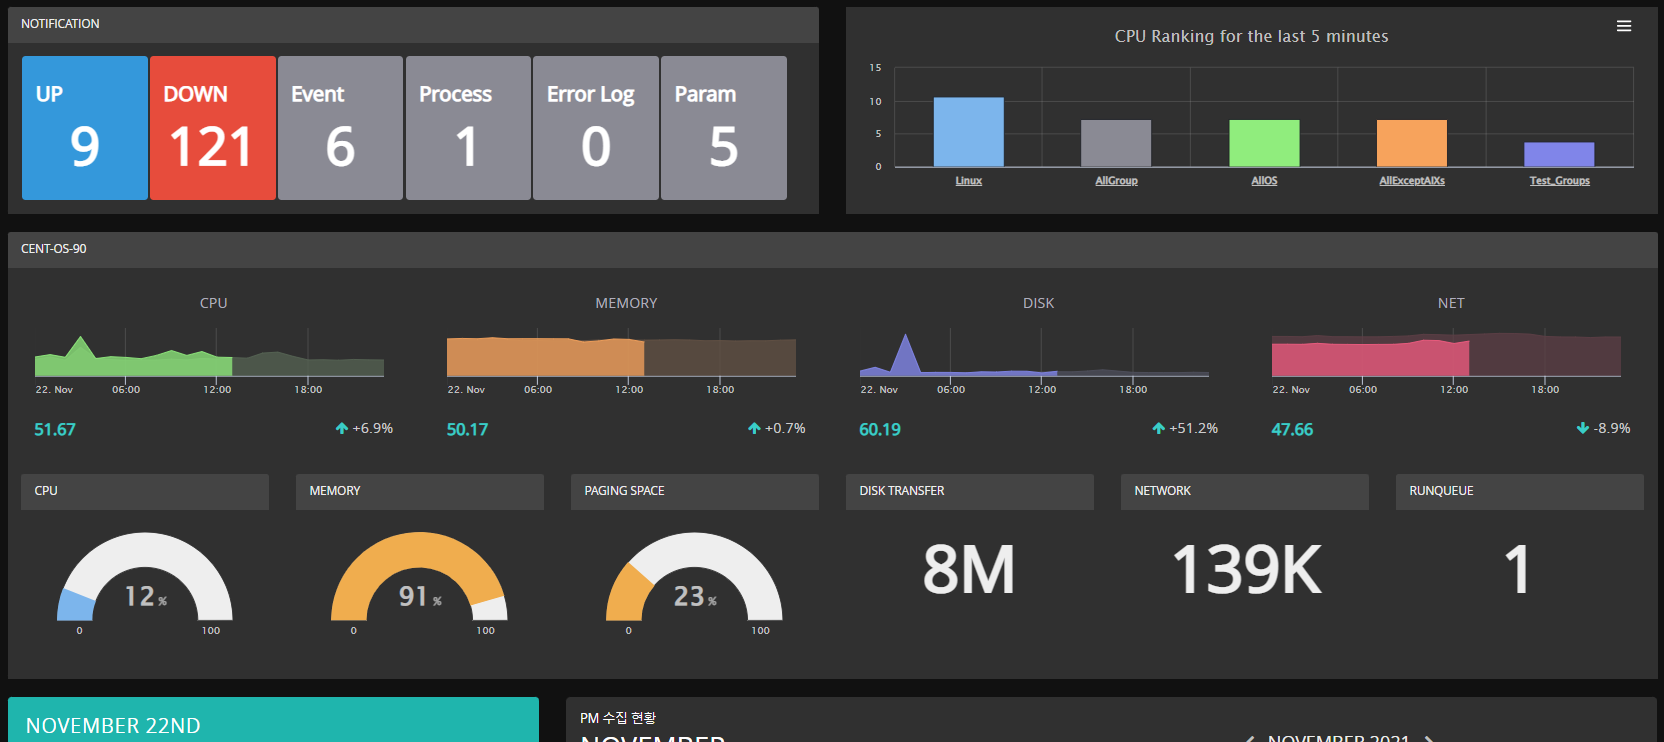 NOTIFICATION
UP
9
DOWN
121
Event
6
Process
1
Error Log
0
Param
5
CPU Ranking for the last 5 minutes
15
10
5
0
Linux
AllGroup
AllOS
AllExceptAIXs
Test_Groups
CENT-OS-90
CPU
22. Nov 06:00 12:00 18:00
51.67 +6.9%
MEMORY
22. Nov 06:00 12:00 18:00
50.17 +0.7%
DISK
22. Nov 06:00 12:00 18:00
60.19 +51.2%
NET
22. Nov 06:00 12:00 18:00
47.66 -8.9%
CPU
12 %
0 100
MEMORY
91 %
0 100
PAGING SPACE
23 %
0 100
DISK TRANSFER
8M
NETWORK
139K
RUNQUEUE
1
NOVEMBER 22ND
PM 수집 현황
NOVEMBER
NOVEMBER 2021